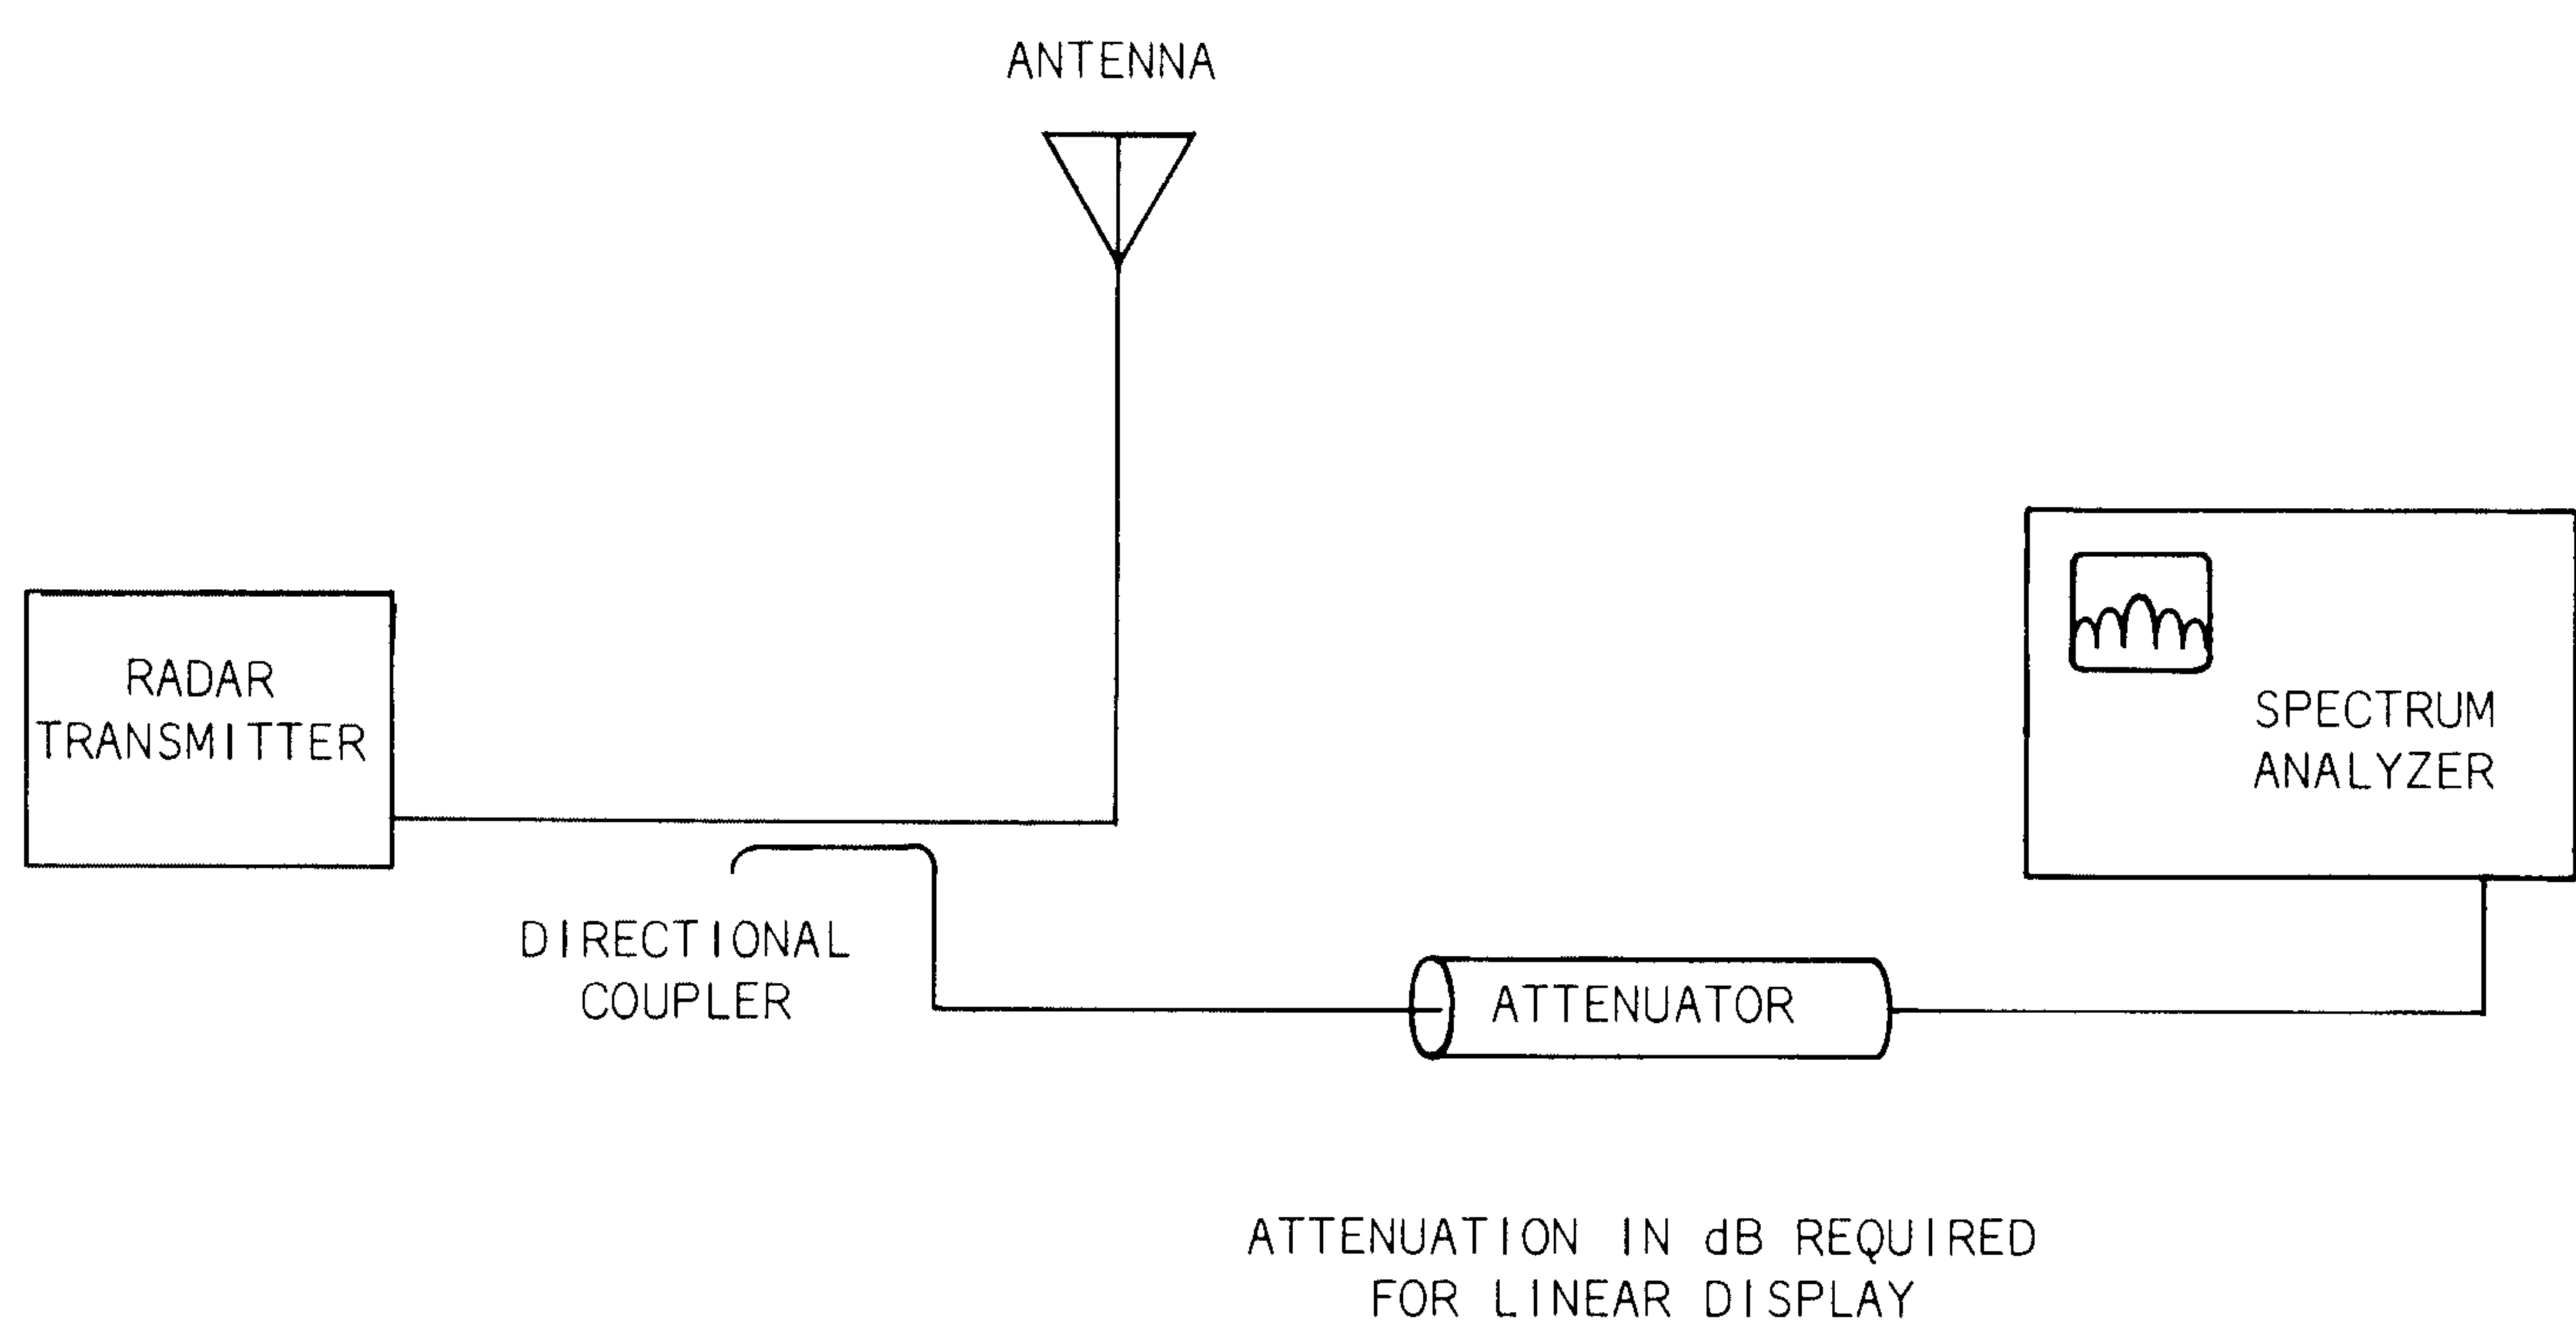 ANTENNA
RADAR
TRANSMITTER
SPECTRUM
ANALYZER
DIRECTIONAL
COUPLER
ATTENUATOR
ATTENUATION IN dB REQUIRED
FOR LINEAR DISPLAY